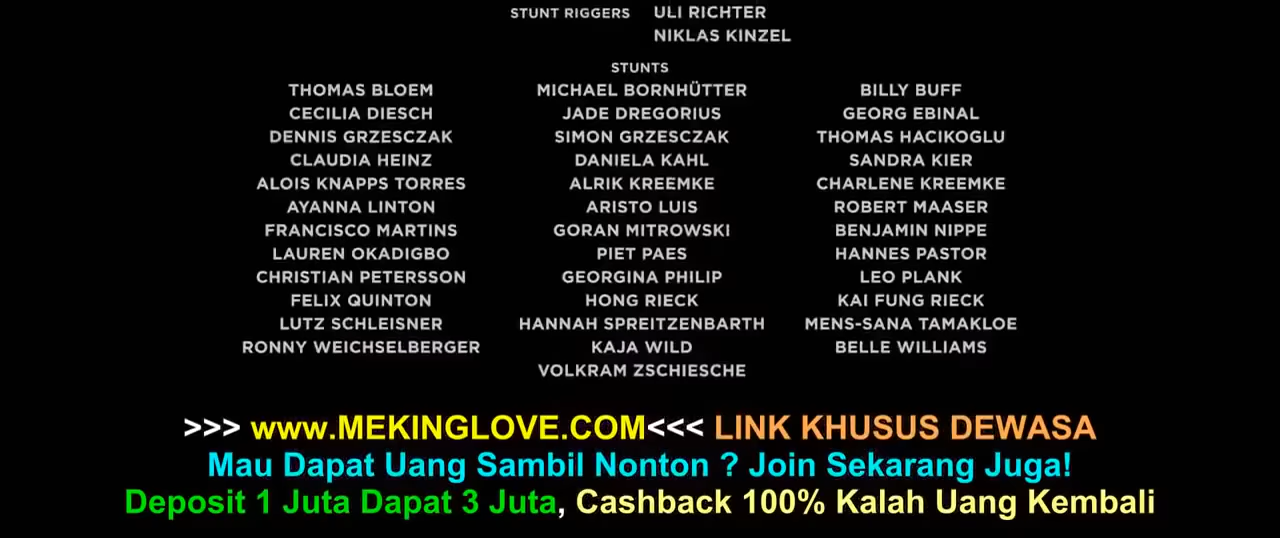 STUNT RIGGERS ULI RICHTER
NIKLAS KINZEL
STUNTS
THOMAS BLOEM MICHAEL BORNHÜTTER BILLY BUFF
CECILIA DIESCH JADE DREGORIUS GEORG EBINAL
DENNIS GRZESCZAK SIMON GRZESCZAK THOMAS HACIKOGLU
CLAUDIA HEINZ DANIELA KAHL SANDRA KIER
ALOIS KNAPPS TORRES ALRIK KREEMKE CHARLENE KREEMKE
AYANNA LINTON ARISTO LUIS ROBERT MAASER
FRANCISCO MARTINS GORAN MITROWSKI BENJAMIN NIPPE
LAUREN OKADIGBO PIET PAES HANNES PASTOR
CHRISTIAN PETERSSON GEORGINA PHILIP LEO PLANK
FELIX QUINTON HONG RIECK KAI FUNG RIECK
LUTZ SCHLEISNER HANNAH SPREITZENBARTH MENS-SANA TAMAKLOE
RONNY WEICHSELBERGER KAJA WILD BELLE WILLIAMS
VOLKRAM ZSCHIESCHE
>>> www.MEKINGLOVE.COM<<< LINK KHUSUS DEWASA
Mau Dapat Uang Sambil Nonton ? Join Sekarang Juga!
Deposit 1 Juta Dapat 3 Juta, Cashback 100% Kalah Uang Kembali